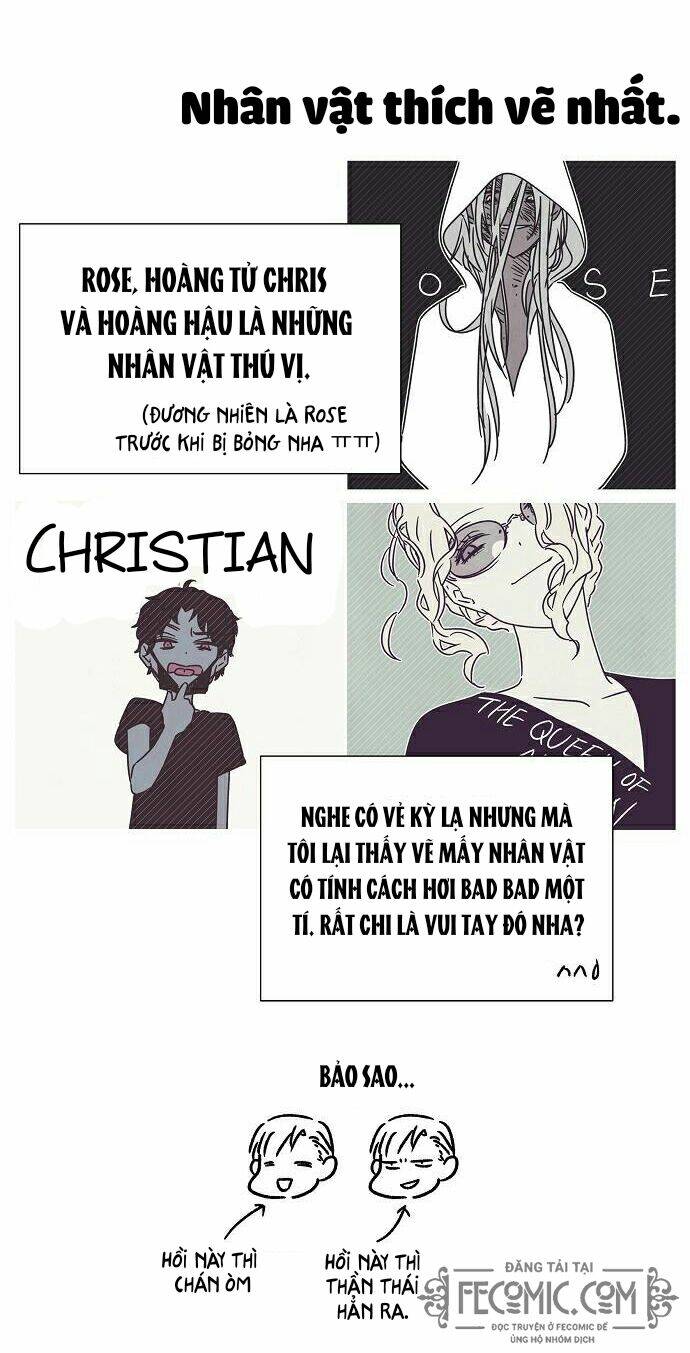 Nhân vật thích vẽ nhất.
O S E
ROSE, HOÀNG TỬ CHRIS
VÀ HOÀNG HẬU LÀ NHỮNG
NHÂN VẬT THÚ VỊ.
(ĐƯƠNG NHIÊN LÀ ROSE
TRƯỚC KHI BỊ BỎNG NHA ㅠㅠ)
CHRISTIAN
THE QUEEN OF
NGHE CÓ VẺ KỲ LẠ NHƯNG MÀ
TÔI LẠI THẤY VẼ MẤY NHÂN VẬT
CÓ TÍNH CÁCH HƠI BAD BAD MỘT
TÍ. RẤT CHI LÀ VUI TAY ĐÓ NHA?
BẢO SAO...
HỒI NÀY THÌ
CHÁN ÒM
HỒI NÀY THÌ
THẦN THÁI
HẲN RA.
ĐĂNG TẢI TẠI
FECOMIC.COM
ĐỌC TRUYỆN Ở FECOMIC ĐỂ
ỦNG HỘ NHÓM DỊCH